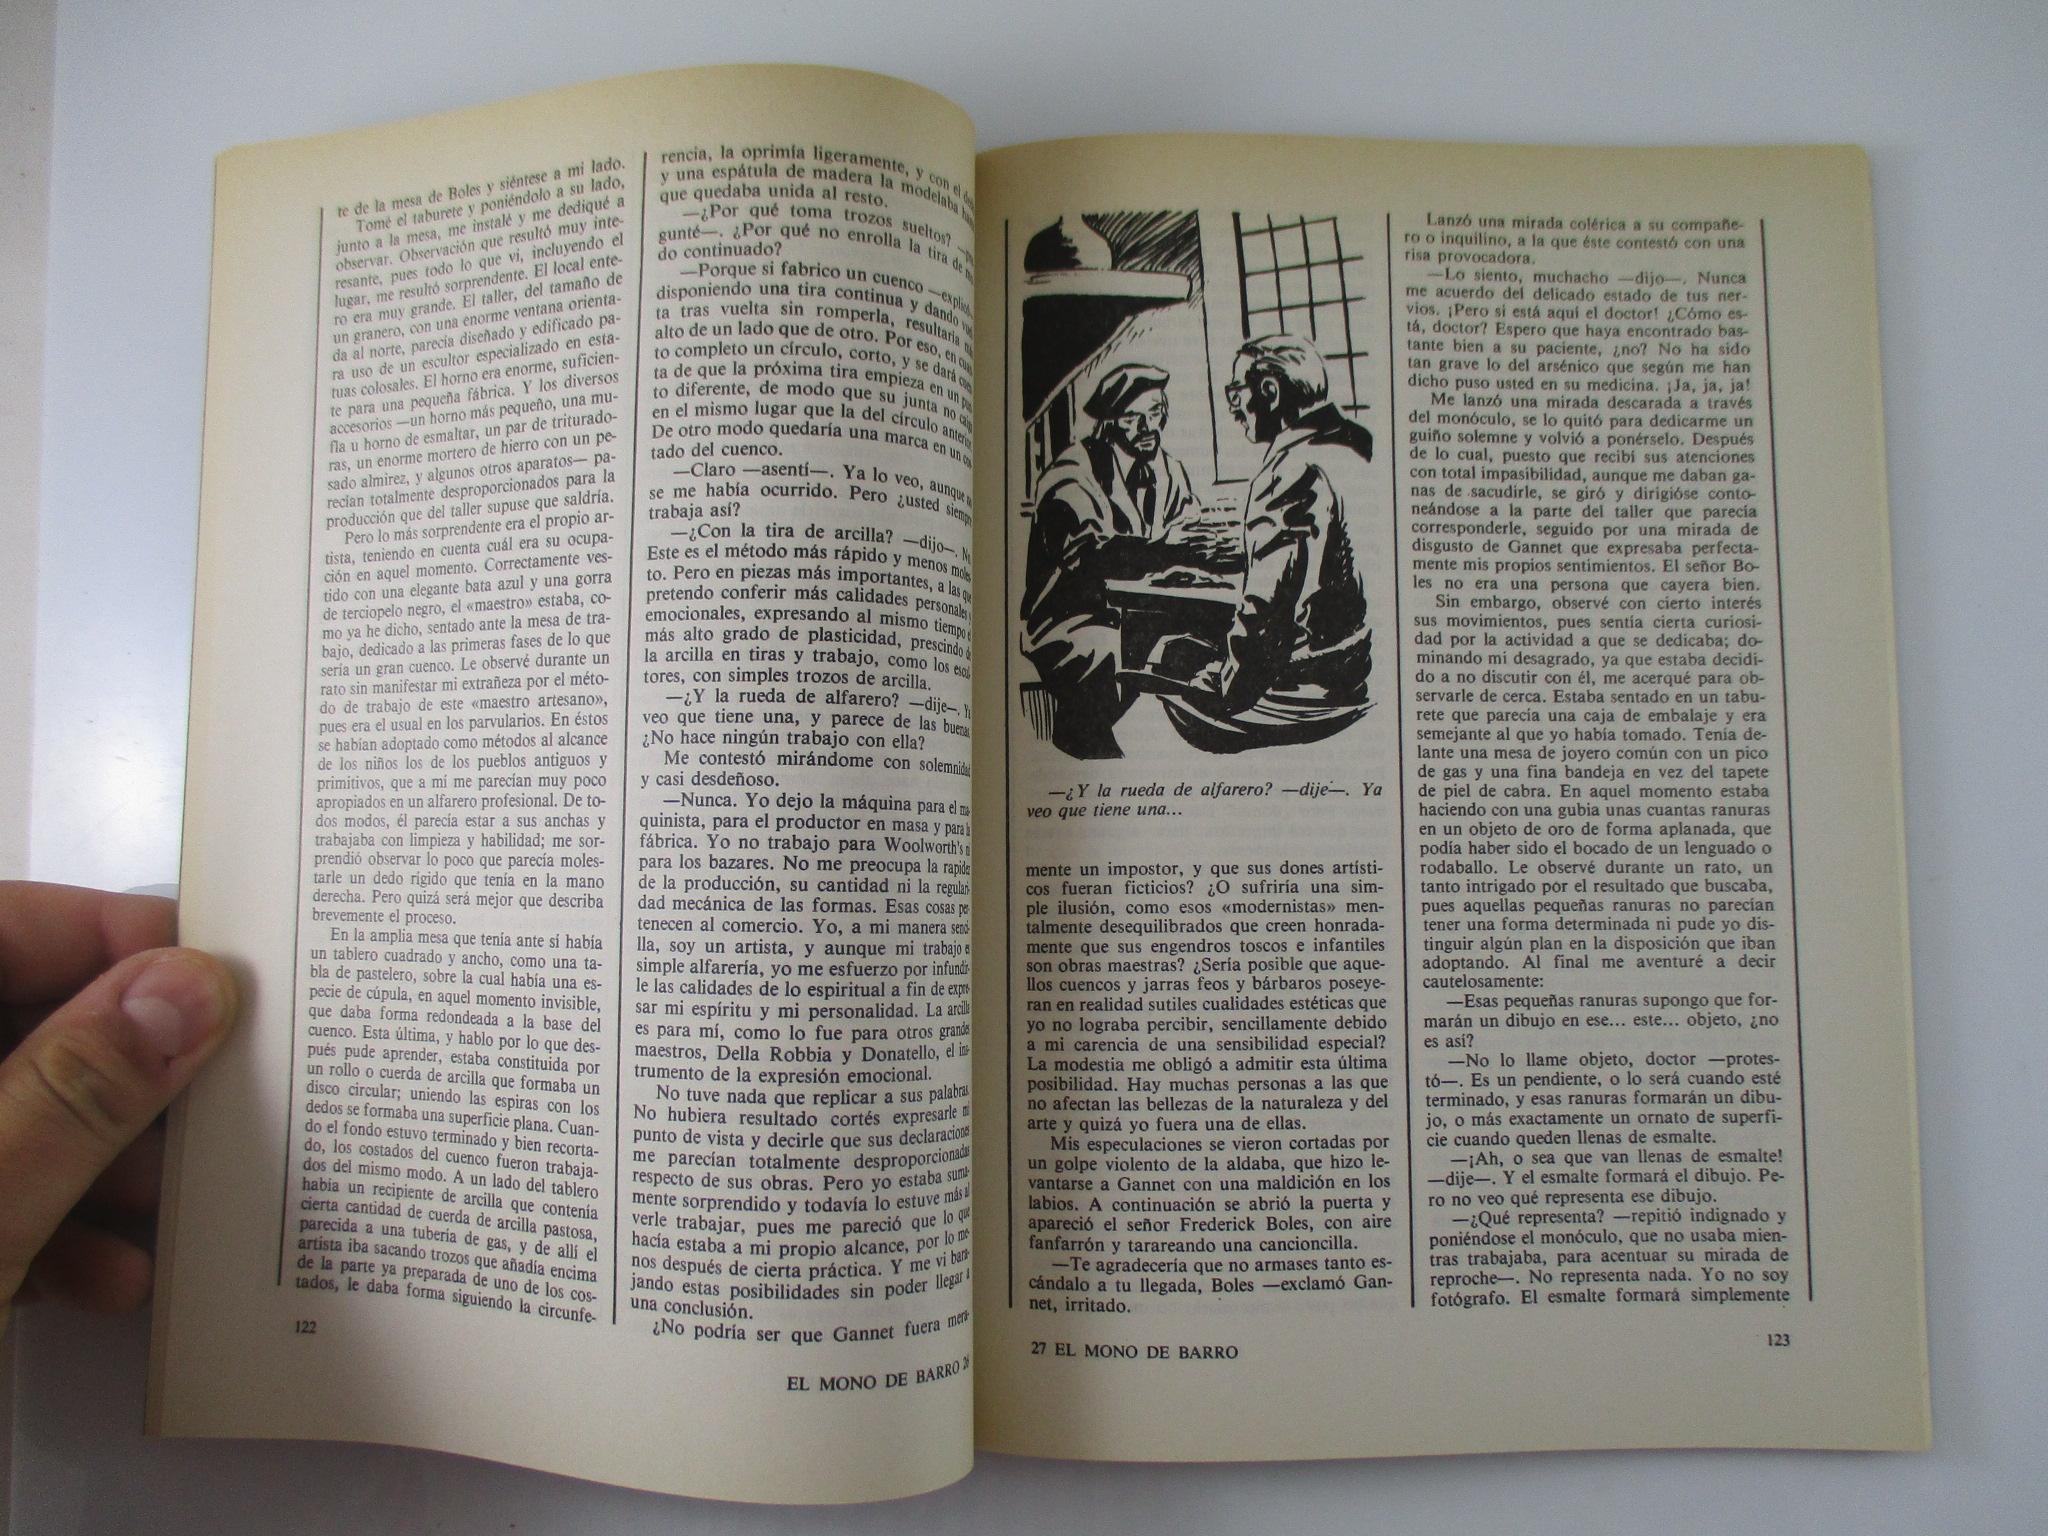 te de la mesa de Boles y siéntese a mi lado.
Tomé el taburete y poniéndolo a su lado,
junto a la mesa, me instalé y me dediqué a
observar. Observación que resultó muy inte-
resante, pues todo lo que vi, incluyendo el
lugar, me resultó sorprendente. El local ente-
ro era muy grande. El taller, del tamaño de
un granero, con una enorme ventana orienta-
da al norte, parecía diseñado y edificado pa-
ra uso de un escultor especializado en esta-
tuas colosales. El horno era enorme, suficien-
te para una pequeña fábrica. Y los diversos
accesorios —un horno más pequeño, una mu-
fla u horno de esmaltar, un par de triturado-
ras, un enorme mortero de hierro con un pe-
sado almirez, y algunos otros aparatos— pa-
recían totalmente desproporcionados para la
producción que del taller supuse que saldría.
Pero lo más sorprendente era el propio ar-
tista, teniendo en cuenta cuál era su ocupa-
ción en aquel momento. Correctamente ves-
tido con una elegante bata azul y una gorra
de terciopelo negro, el «maestro» estaba, co-
mo ya he dicho, sentado ante la mesa de tra-
bajo, dedicado a las primeras fases de lo que
sería un gran cuenco. Le observé durante un
rato sin manifestar mi extrañeza por el méto-
do de trabajo de este «maestro artesano»,
pues era el usual en los parvularios. En éstos
se habían adoptado como métodos al alcance
de los niños los de los pueblos antiguos y
primitivos, que a mí me parecían muy poco
apropiados en un alfarero profesional. De to-
dos modos, él parecía estar a sus anchas y
trabajaba con limpieza y habilidad; me sor-
prendió observar lo poco que parecía moles-
tarle un dedo rígido que tenía en la mano
derecha. Pero quizá será mejor que describa
brevemente el proceso.
En la amplia mesa que tenía ante sí había
un tablero cuadrado y ancho, como una ta-
bla de pastelero, sobre la cual había una es-
pecie de cúpula, en aquel momento invisible,
que daba forma redondeada a la base del
cuenco. Esta última, y hablo por lo que des-
pués pude aprender, estaba constituida por
un rollo o cuerda de arcilla que formaba un
disco circular; uniendo las espiras con los
dedos se formaba una superficie plana. Cuan-
do el fondo estuvo terminado y bien recorta-
do, los costados del cuenco fueron trabaja-
dos del mismo modo. A un lado del tablero
había un recipiente de arcilla que contenía
cierta cantidad de cuerda de arcilla pastosa,
parecida a una tubería de gas, y de allí el
artista iba sacando trozos que añadía encima
de la parte ya preparada de uno de los cos-
tados, le daba forma siguiendo la circunfe-
122
rencia, la oprimía ligeramente, y con el
y una espátula de madera la modelaba
que quedaba unida al resto.
—¿Por qué toma trozos sueltos?
gunté—. ¿Por qué no enrolla la tira de
do continuado?
—Porque si fabrico un cuenco
disponiendo una tira continua y dando
ta tras vuelta sin romperla, resultaría
alto de un lado que de otro. Por eso, en
to completo un círculo, corto, y se dará
ta de que la próxima tira empieza en un
to diferente, de modo que su junta no
en el mismo lugar que la del círculo anterior.
De otro modo quedaría una marca en un
tado del cuenco.
—Claro —asentí—. Ya lo veo, aunque
se me había ocurrido. Pero ¿usted siempre
trabaja así?
—¿Con la tira de arcilla? —dijo—.
Este es el método más rápido y menos
to. Pero en piezas más importantes, a las que
pretendo conferir más calidades personales y
emocionales, expresando al mismo tiempo el
más alto grado de plasticidad, prescindo de
la arcilla en tiras y trabajo, como los escul-
tores, con simples trozos de arcilla.
—¿Y la rueda de alfarero? —dije—. Ya
veo que tiene una, y parece de las buenas.
¿No hace ningún trabajo con ella?
Me contestó mirándome con solemnidad
y casi desdeñoso.
—Nunca. Yo dejo la máquina para el ma-
quinista, para el productor en masa y para la
fábrica. Yo no trabajo para Woolworth's ni
para los bazares. No me preocupa la rapidez
de la producción, su cantidad ni la regulari-
dad mecánica de las formas. Esas cosas per-
tenecen al comercio. Yo, a mi manera senci-
lla, soy un artista, y aunque mi trabajo es
simple alfarería, yo me esfuerzo por infundir-
le las calidades de lo espiritual a fin de expre-
sar mi espíritu y mi personalidad. La arcilla
es para mí, como lo fue para otros grandes
maestros, Della Robbia y Donatello, el ins-
trumento de la expresión emocional.
No tuve nada que replicar a sus palabras.
No hubiera resultado cortés expresarle mi
punto de vista y decirle que sus declaraciones
me parecían totalmente desproporcionadas
respecto de sus obras. Pero yo estaba suma-
mente sorprendido y todavía lo estuve más al
verle trabajar, pues me pareció que lo que
hacía estaba a mi propio alcance, por lo me-
nos después de cierta práctica. Y me vi bara-
jando estas posibilidades sin poder llegar a
una conclusión.
¿No podría ser que Gannet fuera mera-
EL MONO DE BARRO 26
—¿Y la rueda de alfarero? —dije—. Ya
veo que tiene una...
mente un impostor, y que sus dones artísti-
cos fueran ficticios? ¿O sufriría una sim-
ple ilusión, como esos «modernistas» men-
talmente desequilibrados que creen honrada-
mente que sus engendros toscos e infantiles
son obras maestras? ¿Sería posible que aque-
llos cuencos y jarras feos y bárbaros poseye-
ran en realidad sutiles cualidades estéticas que
yo no lograba percibir, sencillamente debido
a mi carencia de una sensibilidad especial?
La modestia me obligó a admitir esta última
posibilidad. Hay muchas personas a las que
no afectan las bellezas de la naturaleza y del
arte y quizá yo fuera una de ellas.
Mis especulaciones se vieron cortadas por
un golpe violento de la aldaba, que hizo le-
vantarse a Gannet con una maldición en los
labios. A continuación se abrió la puerta y
apareció el señor Frederick Boles, con aire
fanfarrón y tarareando una cancioncilla.
—Te agradecería que no armases tanto es-
cándalo a tu llegada, Boles —exclamó Gan-
net, irritado.
27 EL MONO DE BARRO
Lanzó una mirada colérica a su compañe-
ro o inquilino, a la que éste contestó con una
risa provocadora.
—Lo siento, muchacho —dijo—. Nunca
me acuerdo del delicado estado de tus ner-
vios. ¡Pero si está aquí el doctor! ¿Cómo es-
tá, doctor? Espero que haya encontrado bas-
tante bien a su paciente, ¿no? No ha sido
tan grave lo del arsénico que según me han
dicho puso usted en su medicina. ¡Ja, ja, ja!
Me lanzó una mirada descarada a través
del monóculo, se lo quitó para dedicarme un
guiño solemne y volvió a ponérselo. Después
de lo cual, puesto que recibí sus atenciones
con total impasibilidad, aunque me daban ga-
nas de sacudirle, se giró y dirigióse conto-
neándose a la parte del taller que parecía
corresponderle, seguido por una mirada de
disgusto de Gannet que expresaba perfecta-
mente mis propios sentimientos. El señor Bo-
les no era una persona que cayera bien.
Sin embargo, observé con cierto interés
sus movimientos, pues sentía cierta curiosi-
dad por la actividad a que se dedicaba; do-
minando mi desagrado, ya que estaba decidi-
do a no discutir con él, me acerqué para ob-
servarle de cerca. Estaba sentado en un tabu-
rete que parecía una caja de embalaje y era
semejante al que yo había tomado. Tenía de-
lante una mesa de joyero común con un pico
de gas y una fina bandeja en vez del tapete
de piel de cabra. En aquel momento estaba
haciendo con una gubia unas cuantas ranuras
en un objeto de oro de forma aplanada, que
podía haber sido el bocado de un lenguado o
rodaballo. Le observé durante un rato, un
tanto intrigado por el resultado que buscaba,
pues aquellas pequeñas ranuras no parecían
tener una forma determinada ni pude yo dis-
tinguir algún plan en la disposición que iban
adoptando. Al final me aventuré a decir
cautelosamente:
—Esas pequeñas ranuras supongo que for-
marán un dibujo en ese... este... objeto, ¿no
es así?
—No lo llame objeto, doctor —protes-
tó—. Es un pendiente, o lo será cuando esté
terminado, y esas ranuras formarán un dibu-
jo, o más exactamente un ornato de superfi-
cie cuando queden llenas de esmalte.
—¡Ah, o sea que van llenas de esmalte!
—dije—. Y el esmalte formará el dibujo. Pe-
ro no veo qué representa ese dibujo.
—¿Qué representa? —repitió indignado y
poniéndose el monóculo, que no usaba mien-
tras trabajaba, para acentuar su mirada de
reproche—. No representa nada. Yo no soy
fotógrafo. El esmalte formará simplemente
123